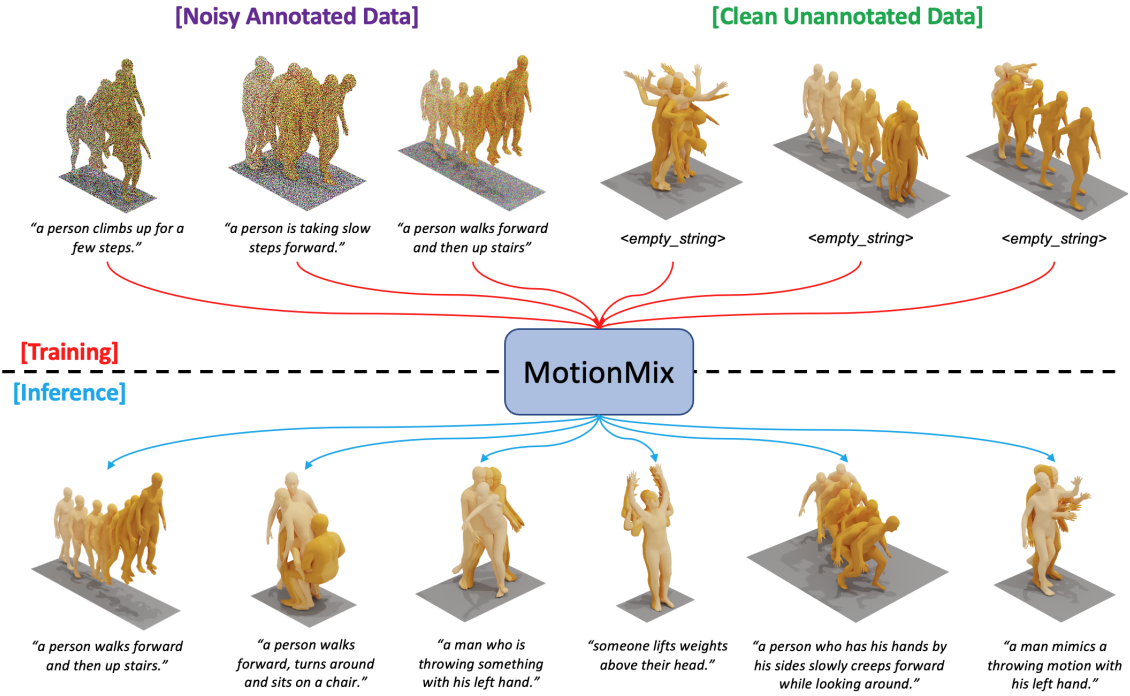 [Noisy Annotated Data]
[Clean Unannotated Data]
“a person climbs up for a
few steps.”
“a person is taking slow
steps forward.”
“a person walks forward
and then up stairs”
<empty_string>
<empty_string>
<empty_string>
[Training]
MotionMix
[Inference]
“a person walks forward
and then up stairs.”
“a person walks
forward, turns around
and sits on a chair.”
“a man who is
throwing something
with his left hand.”
“someone lifts weights
above their head.”
“a person who has his hands by
his sides slowly creeps forward
while looking around.”
“a man mimics a
throwing motion with
his left hand.”